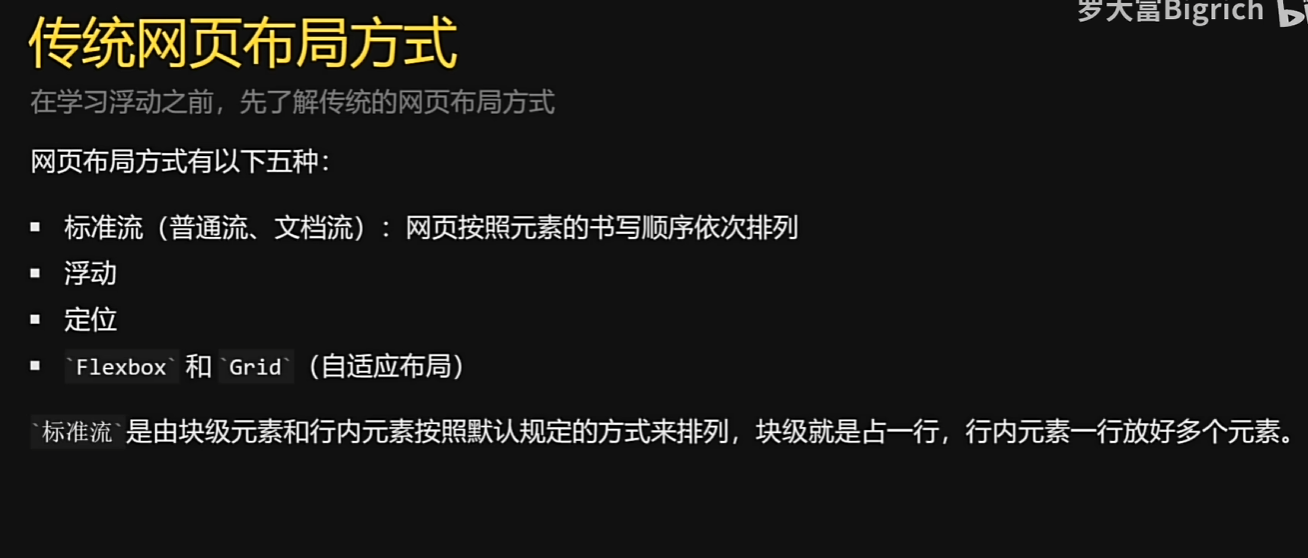 罗大富Bigrich
传统网页布局方式
在学习浮动之前，先了解传统的网页布局方式
网页布局方式有以下五种：
▪ 标准流（普通流、文档流）：网页按照元素的书写顺序依次排列
▪ 浮动
▪ 定位
▪ `Flexbox` 和 `Grid`（自适应布局）
`标准流`是由块级元素和行内元素按照默认规定的方式来排列，块级就是占一行，行内元素一行放好多个元素。